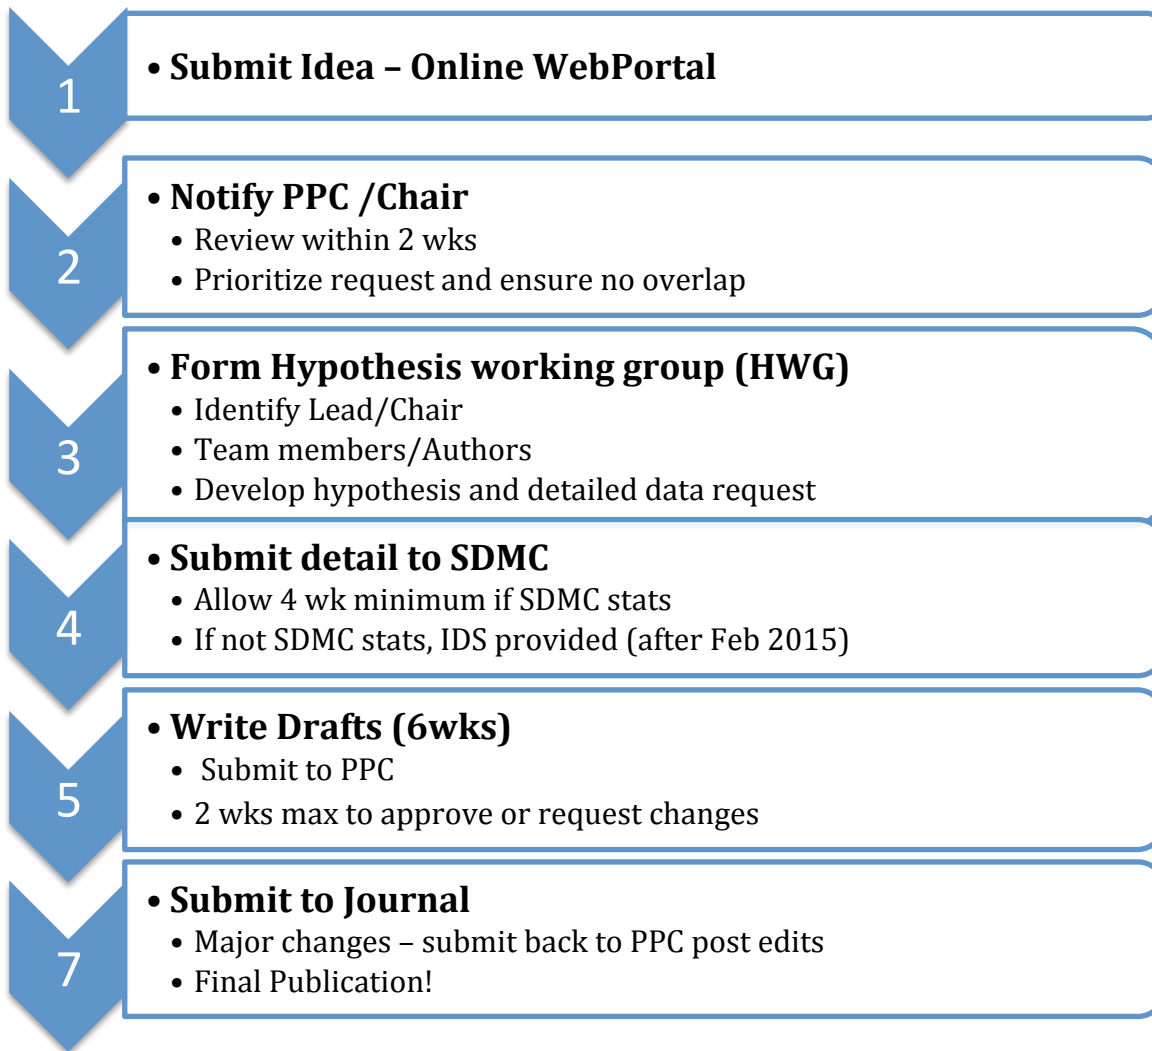 1
• Submit Idea – Online WebPortal
2
• Notify PPC /Chair
• Review within 2 wks
• Prioritize request and ensure no overlap
3
• Form Hypothesis working group (HWG)
• Identify Lead/Chair
• Team members/Authors
• Develop hypothesis and detailed data request
4
• Submit detail to SDMC
• Allow 4 wk minimum if SDMC stats
• If not SDMC stats, IDS provided (after Feb 2015)
5
• Write Drafts (6wks)
• Submit to PPC
• 2 wks max to approve or request changes
7
• Submit to Journal
• Major changes – submit back to PPC post edits
• Final Publication!